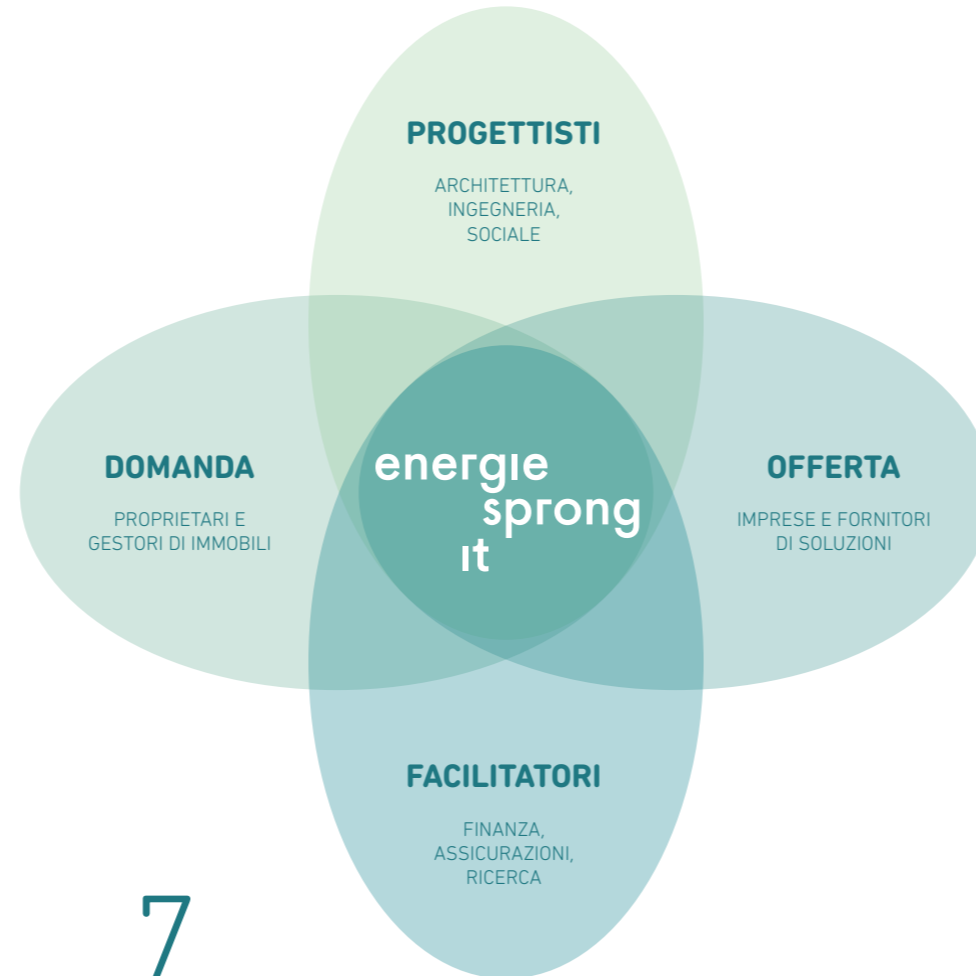 PROGETTISTI
ARCHITETTURA,
INGEGNERIA,
SOCIALE
DOMANDA
PROPRIETARI E
GESTORI DI IMMOBILI
energie
sprong
it
OFFERTA
IMPRESE E FORNITORI
DI SOLUZIONI
FACILITATORI
FINANZA,
ASSICURAZIONI,
RICERCA
7